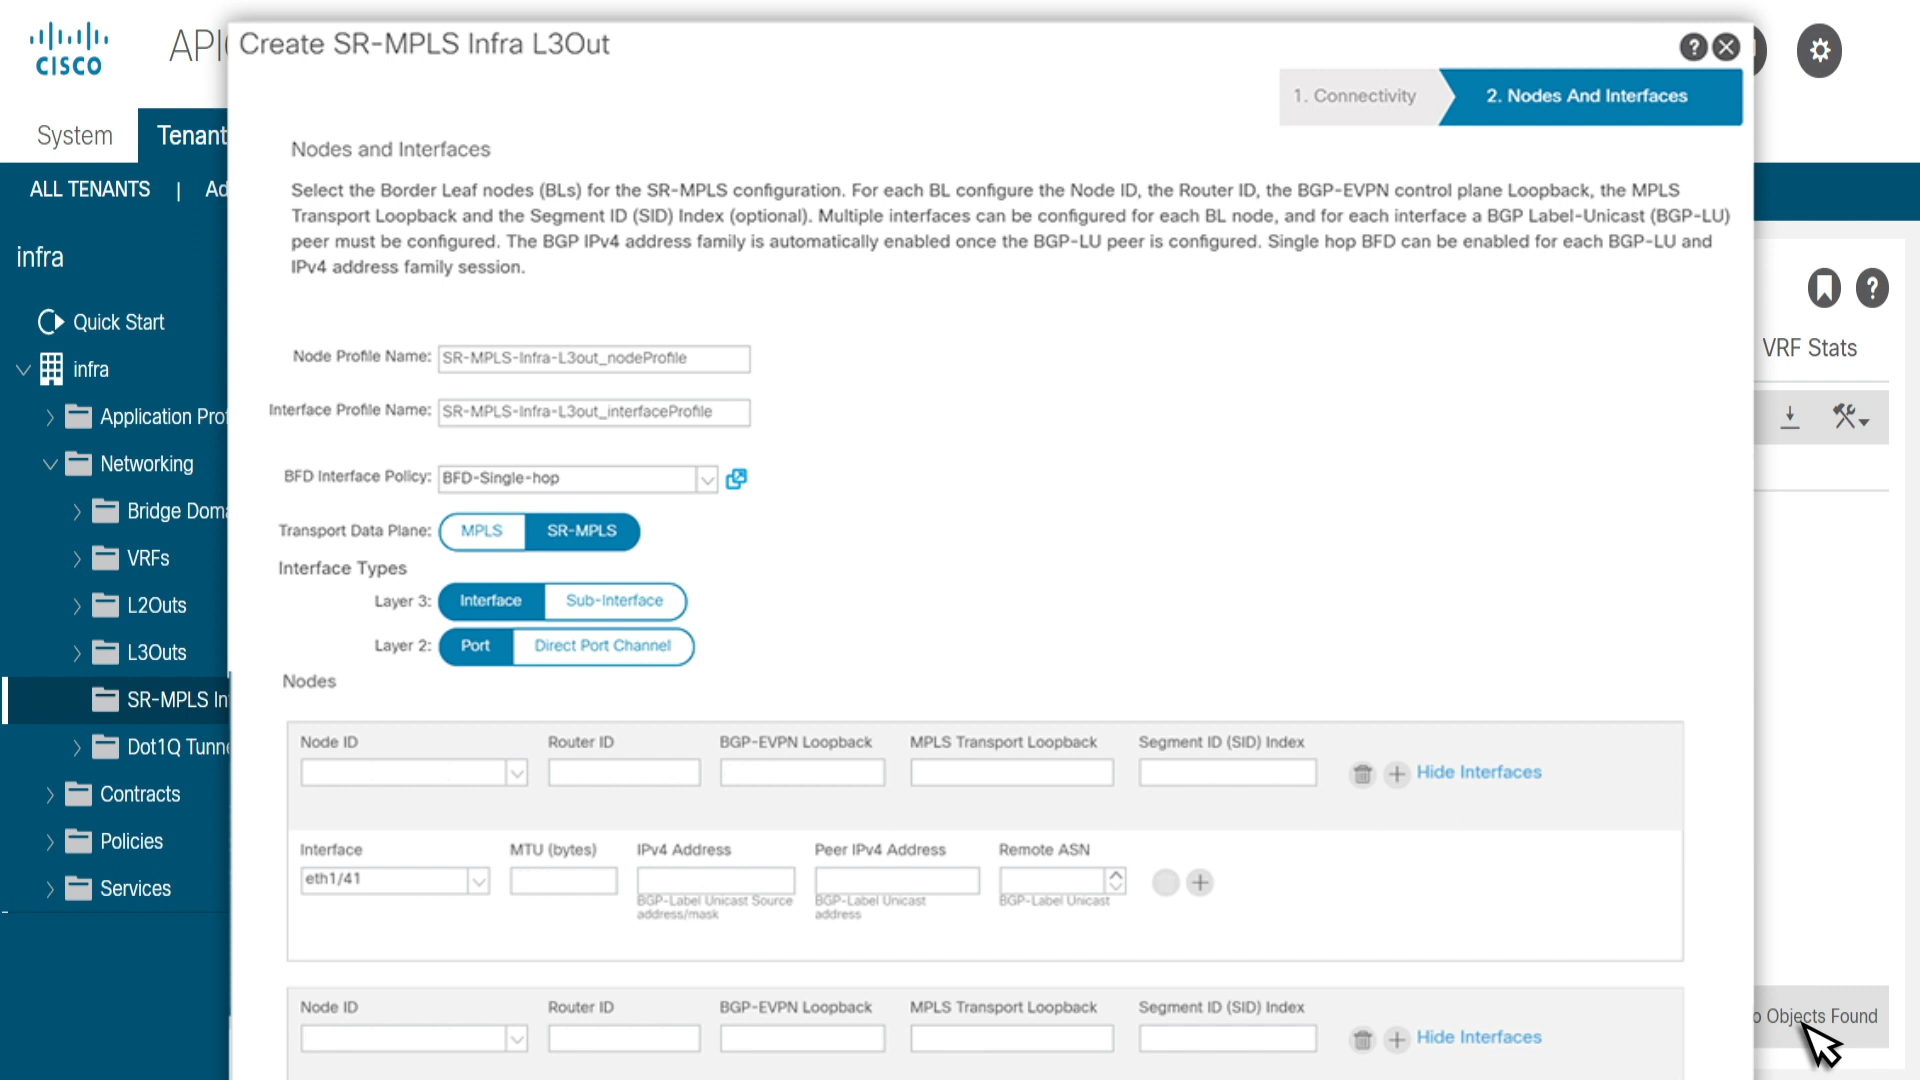 CISCO
APIC
Create SR-MPLS Infra L3Out
1. Connectivity
2. Nodes And Interfaces
System
Tenant
ALL TENANTS | Ad
Nodes and Interfaces
Select the Border Leaf nodes (BLs) for the SR-MPLS configuration. For each BL configure the Node ID, the Router ID, the BGP-EVPN control plane Loopback, the MPLS
Transport Loopback and the Segment ID (SID) Index (optional). Multiple interfaces can be configured for each BL node, and for each interface a BGP Label-Unicast (BGP-LU)
peer must be configured. The BGP IPv4 address family is automatically enabled once the BGP-LU peer is configured. Single hop BFD can be enabled for each BGP-LU and
IPv4 address family session.
infra
Quick Start
infra
Application Prof
Networking
Bridge Doma
VRFs
L2Outs
L3Outs
SR-MPLS In
Dot1Q Tunne
Contracts
Policies
Services
VRF Stats
Node Profile Name: SR-MPLS-Infra-L3out_nodeProfile
Interface Profile Name: SR-MPLS-Infra-L3out_interfaceProfile
BFD Interface Policy: BFD-Single-hop
Transport Data Plane: MPLS SR-MPLS
Interface Types
Layer 3: Interface Sub-Interface
Layer 2: Port Direct Port Channel
Nodes
Node ID Router ID BGP-EVPN Loopback MPLS Transport Loopback Segment ID (SID) Index
Hide Interfaces
Interface MTU (bytes) IPv4 Address Peer IPv4 Address Remote ASN
eth1/41
BGP-Label Unicast Source address/mask
BGP-Label Unicast address
BGP-Label Unicast
Node ID Router ID BGP-EVPN Loopback MPLS Transport Loopback Segment ID (SID) Index
Hide Interfaces
o Objects Found